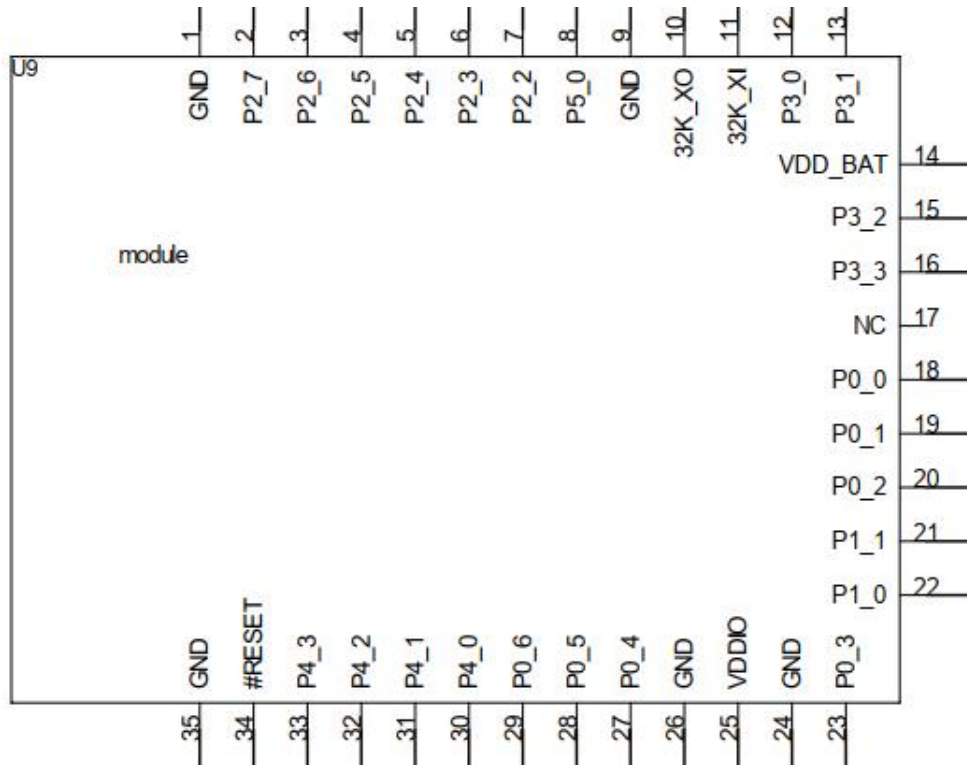 1 2 3 4 5 6 7 8 9 10 11 12 13
U9
GND P2_7 P2_6 P2_5 P2_4 P2_3 P2_2 P5_0 GND 32K_XO 32K_XI P3_0 P3_1
VDD_BAT 14
P3_2 15
module
P3_3 16
NC 17
P0_0 18
P0_1 19
P0_2 20
P1_1 21
P1_0 22
GND #RESET P4_3 P4_2 P4_1 P4_0 P0_6 P0_5 P0_4 GND VDDIO GND P0_3
35 34 33 32 31 30 29 28 27 26 25 24 23